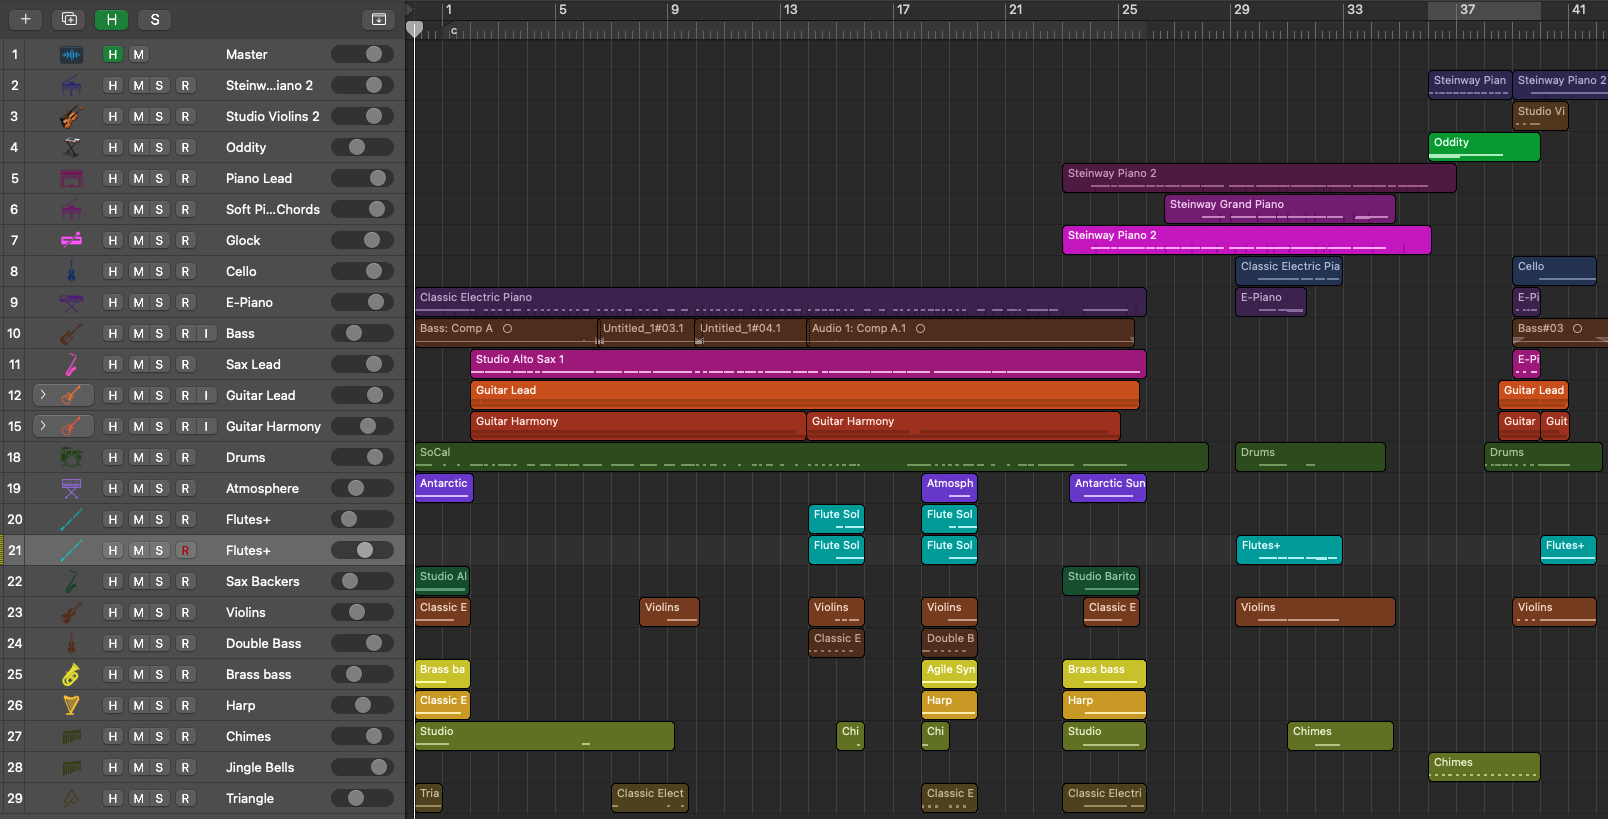 + H S 1 5 9 13 17 21 25 29 33 37 41
c
1 H M Master
2 H M S R Steinw...iano 2 Steinway Pian Steinway Piano 2
3 H M S R Studio Violins 2 Studio Vi
4 H M S R Oddity Oddity
5 H M S R Piano Lead Steinway Piano 2
6 H M S R Soft Pi...Chords Steinway Grand Piano
7 H M S R Glock Steinway Piano 2
8 H M S R Cello Classic Electric Pia Cello
9 H M S R E-Piano Classic Electric Piano E-Piano E-Pi
10 H M S R I Bass Bass: Comp A Untitled_1#03.1 Untitled_1#04.1 Audio 1: Comp A.1 Bass#03
11 H M S R Sax Lead Studio Alto Sax 1 E-Pi
12 H M S R I Guitar Lead Guitar Lead Guitar Lead
15 H M S R I Guitar Harmony Guitar Harmony Guitar Harmony Guitar Guit
18 H M S R Drums SoCal Drums Drums
19 H M S R Atmosphere Antarctic Atmosph Antarctic Sun
20 H M S R Flutes+ Flute Sol Flute Sol
21 H M S R Flutes+ Flute Sol Flute Sol Flutes+ Flutes+
22 H M S R Sax Backers Studio Al Studio Barito
23 H M S R Violins Classic E Violins Violins Violins Classic E Violins Violins
24 H M S R Double Bass Classic E Double B
25 H M S R Brass bass Brass ba Agile Syn Brass bass
26 H M S R Harp Classic E Harp Harp
27 H M S R Chimes Studio Chi Chi Studio Chimes
28 H M S R Jingle Bells Chimes
29 H M S R Triangle Tria Classic Elect Classic E Classic Electri